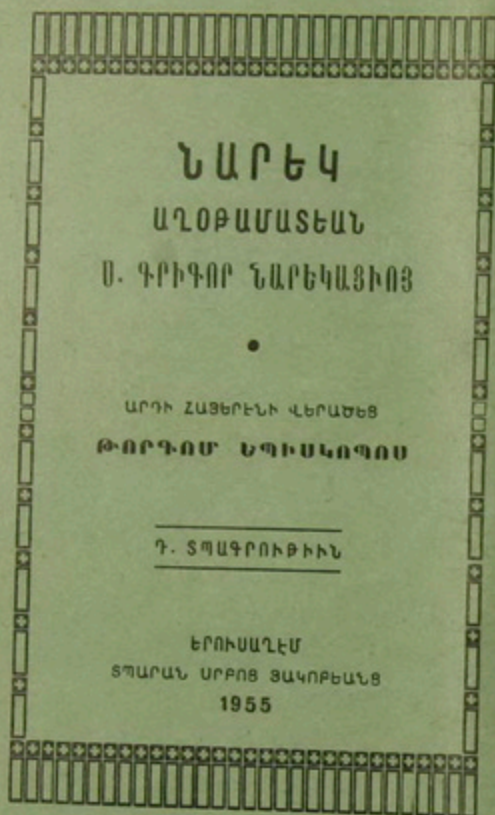 ՆԱՐԵԿ
ԱՂՕԹԱՄԱՏԵԱՆ
Ս. ԳՐԻԳՈՐ ՆԱՐԵԿԱՑԻՈՅ
ԱՐԴԻ ՀԱՅԵՐԷՆԻ ՎԵՐԱԾԵՑ
ԹՈՐԳՈՄ ԵՊԻՍԿՈՊՈՍ
Դ. ՏՊԱԳՐՈՒԹԻՒՆ
ԵՐՈՒՍԱՂԷՄ
ՏՊԱՐԱՆ ՍՐԲՈՑ ՅԱԿՈԲԵԱՆՑ
1955